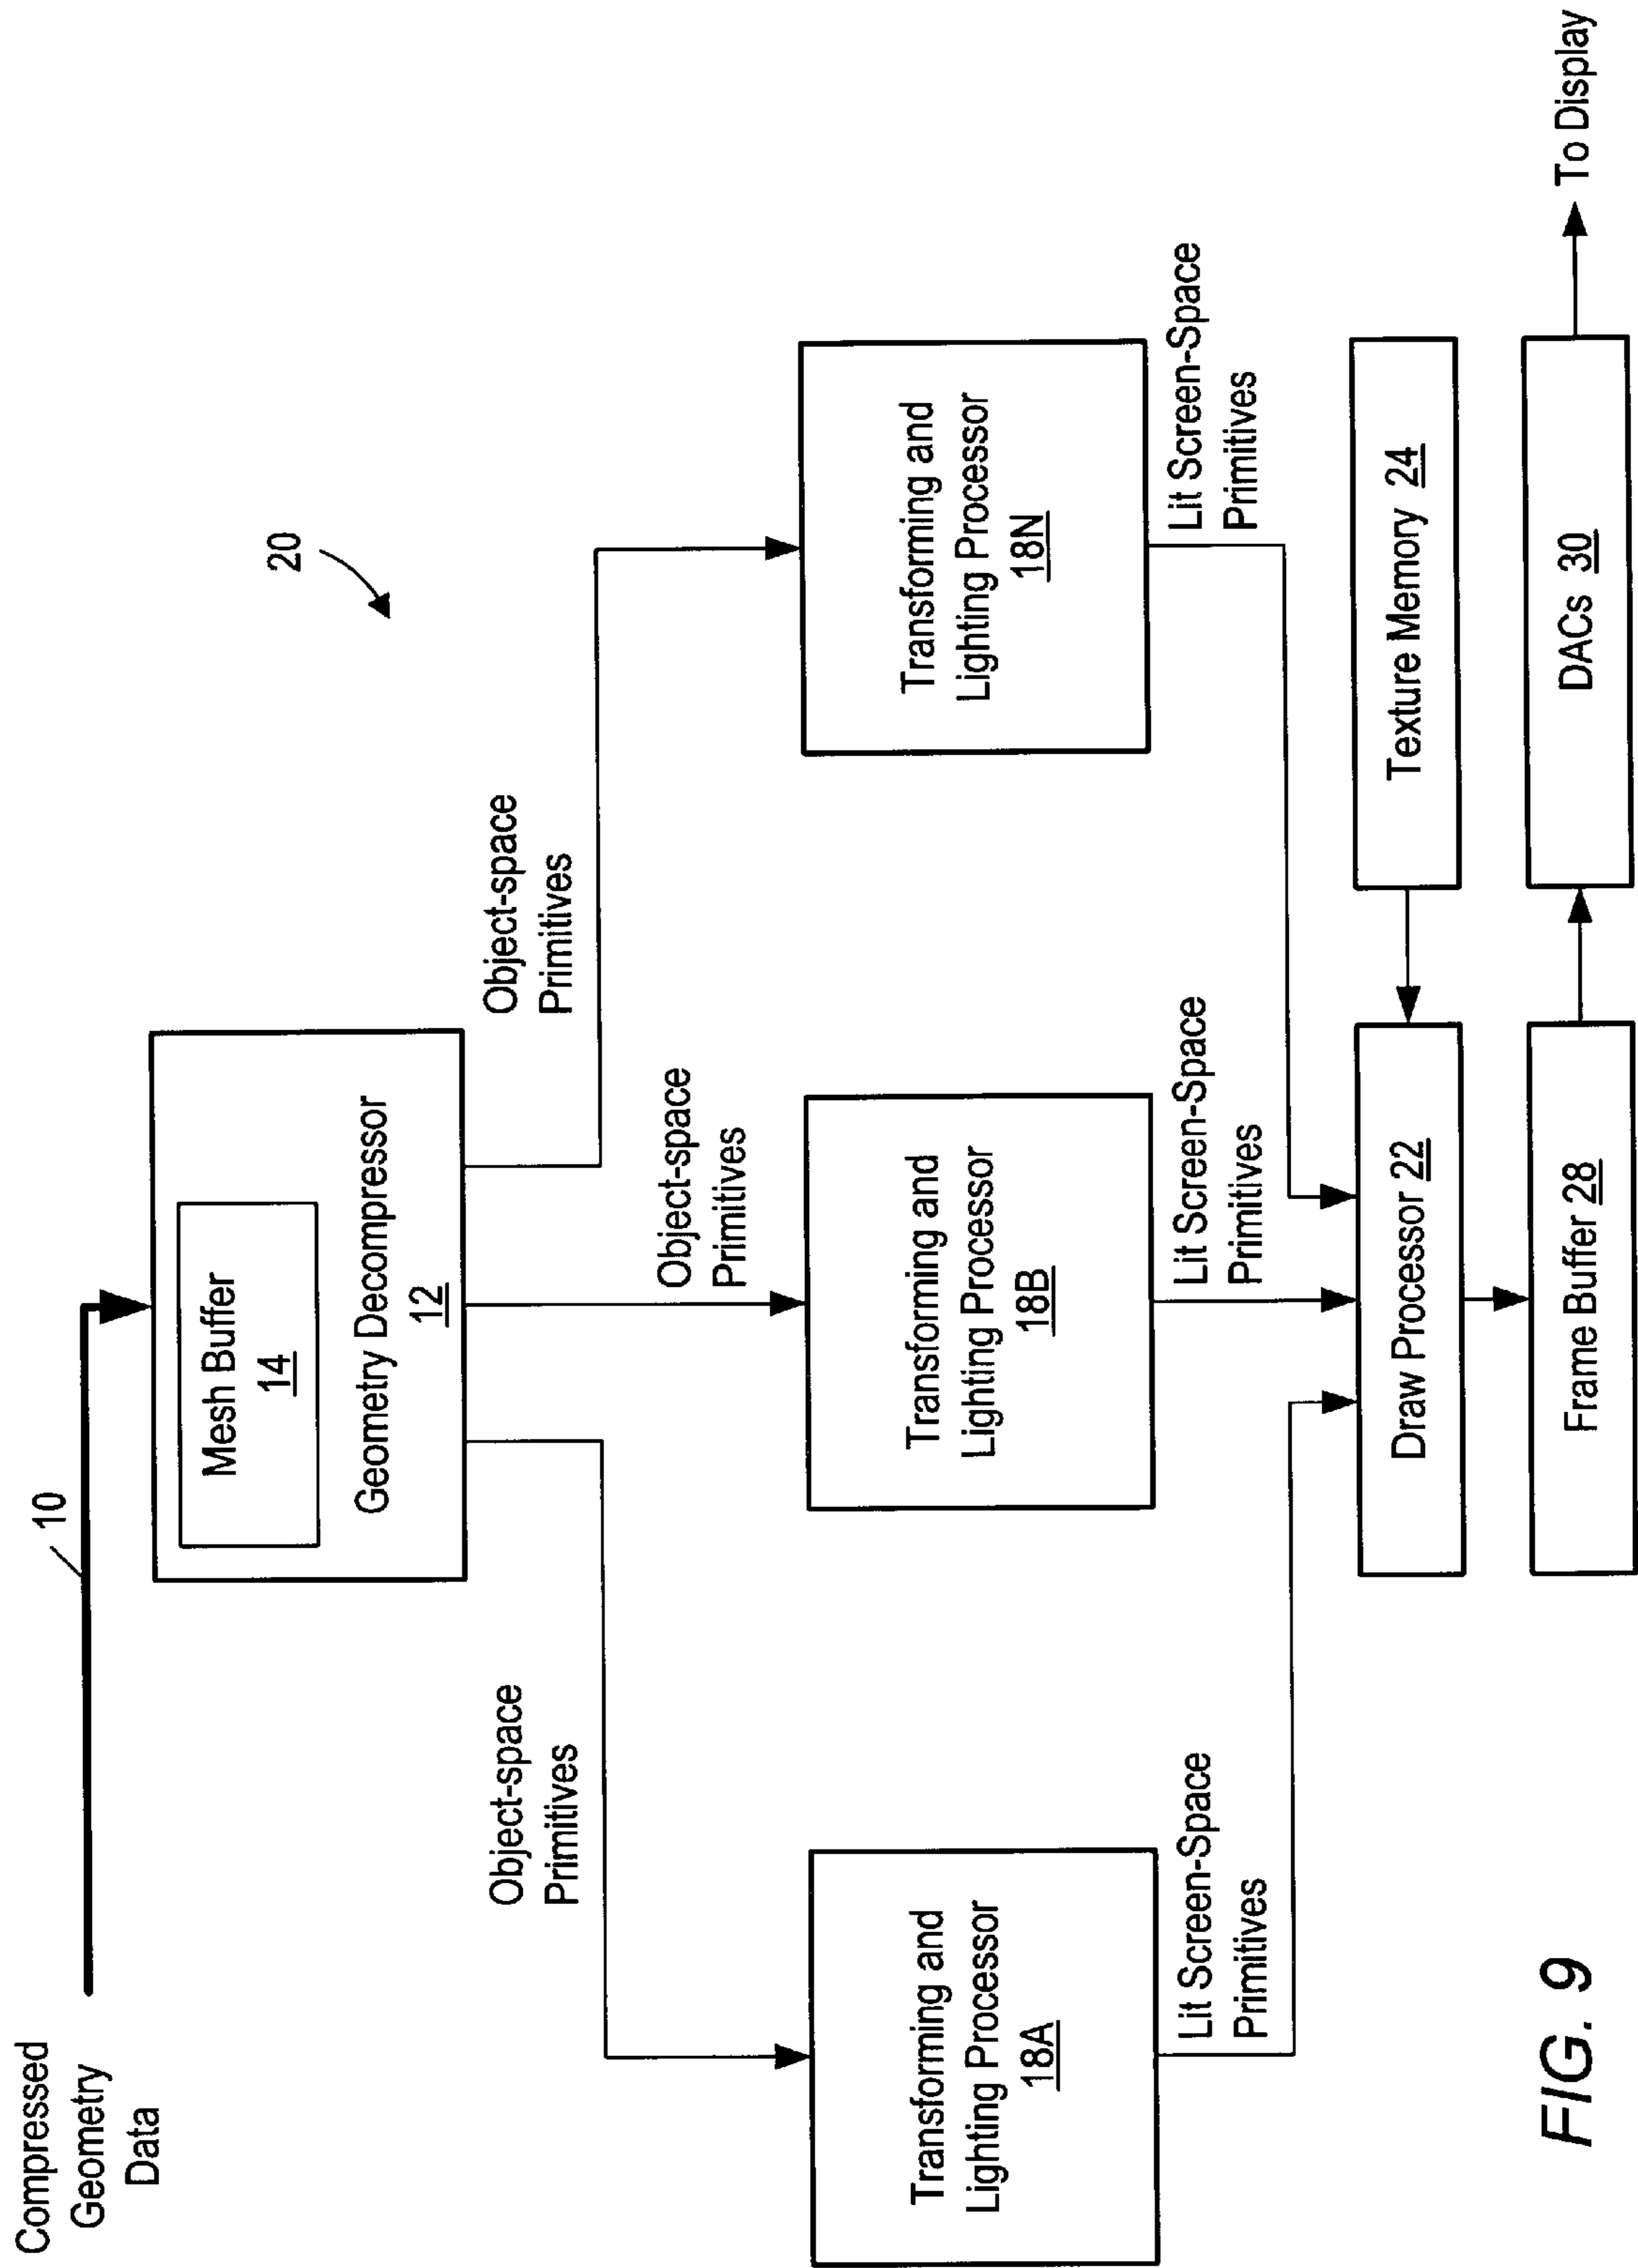 Compressed
Geometry
Data
10
Mesh Buffer
14
Geometry Decompressor
12
20
Object-space
Primitives
Object-space
Primitives
Object-space
Primitives
Transforming and
Lighting Processor
18A
Transforming and
Lighting Processor
18B
Transforming and
Lighting Processor
18N
Lit Screen-Space
Primitives
Lit Screen-Space
Primitives
Lit Screen-Space
Primitives
Draw Processor 22
Texture Memory 24
Frame Buffer 28
DACs 30
To Display
FIG. 9